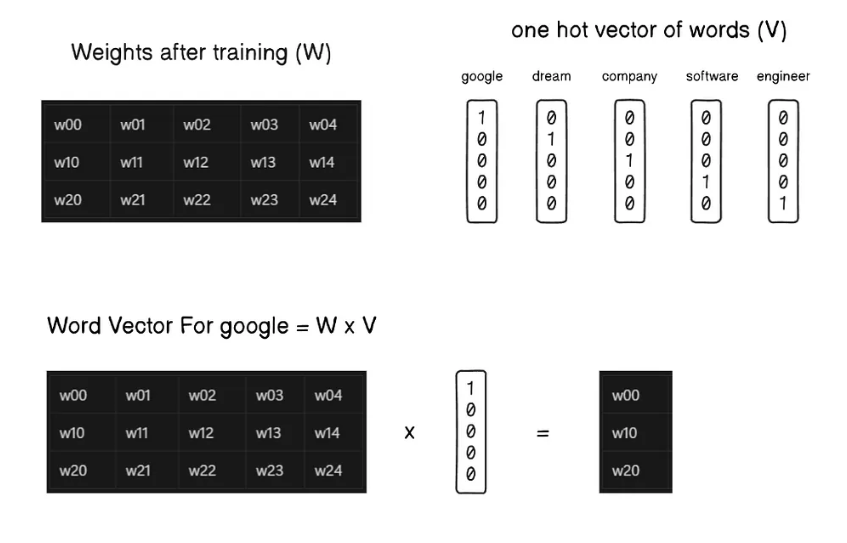 Weights after training (W)
one hot vector of words (V)
google dream company software engineer
w00 w01 w02 w03 w04 1 0 0 0 0
w10 w11 w12 w13 w14 0 1 0 0 0
w20 w21 w22 w23 w24 0 0 1 0 0
0 0 0 1 0
0 0 0 0 1
Word Vector For google = W x V
w00 w01 w02 w03 w04 1 w00
w10 w11 w12 w13 w14 x 0 = w10
w20 w21 w22 w23 w24 0 w20
0
0